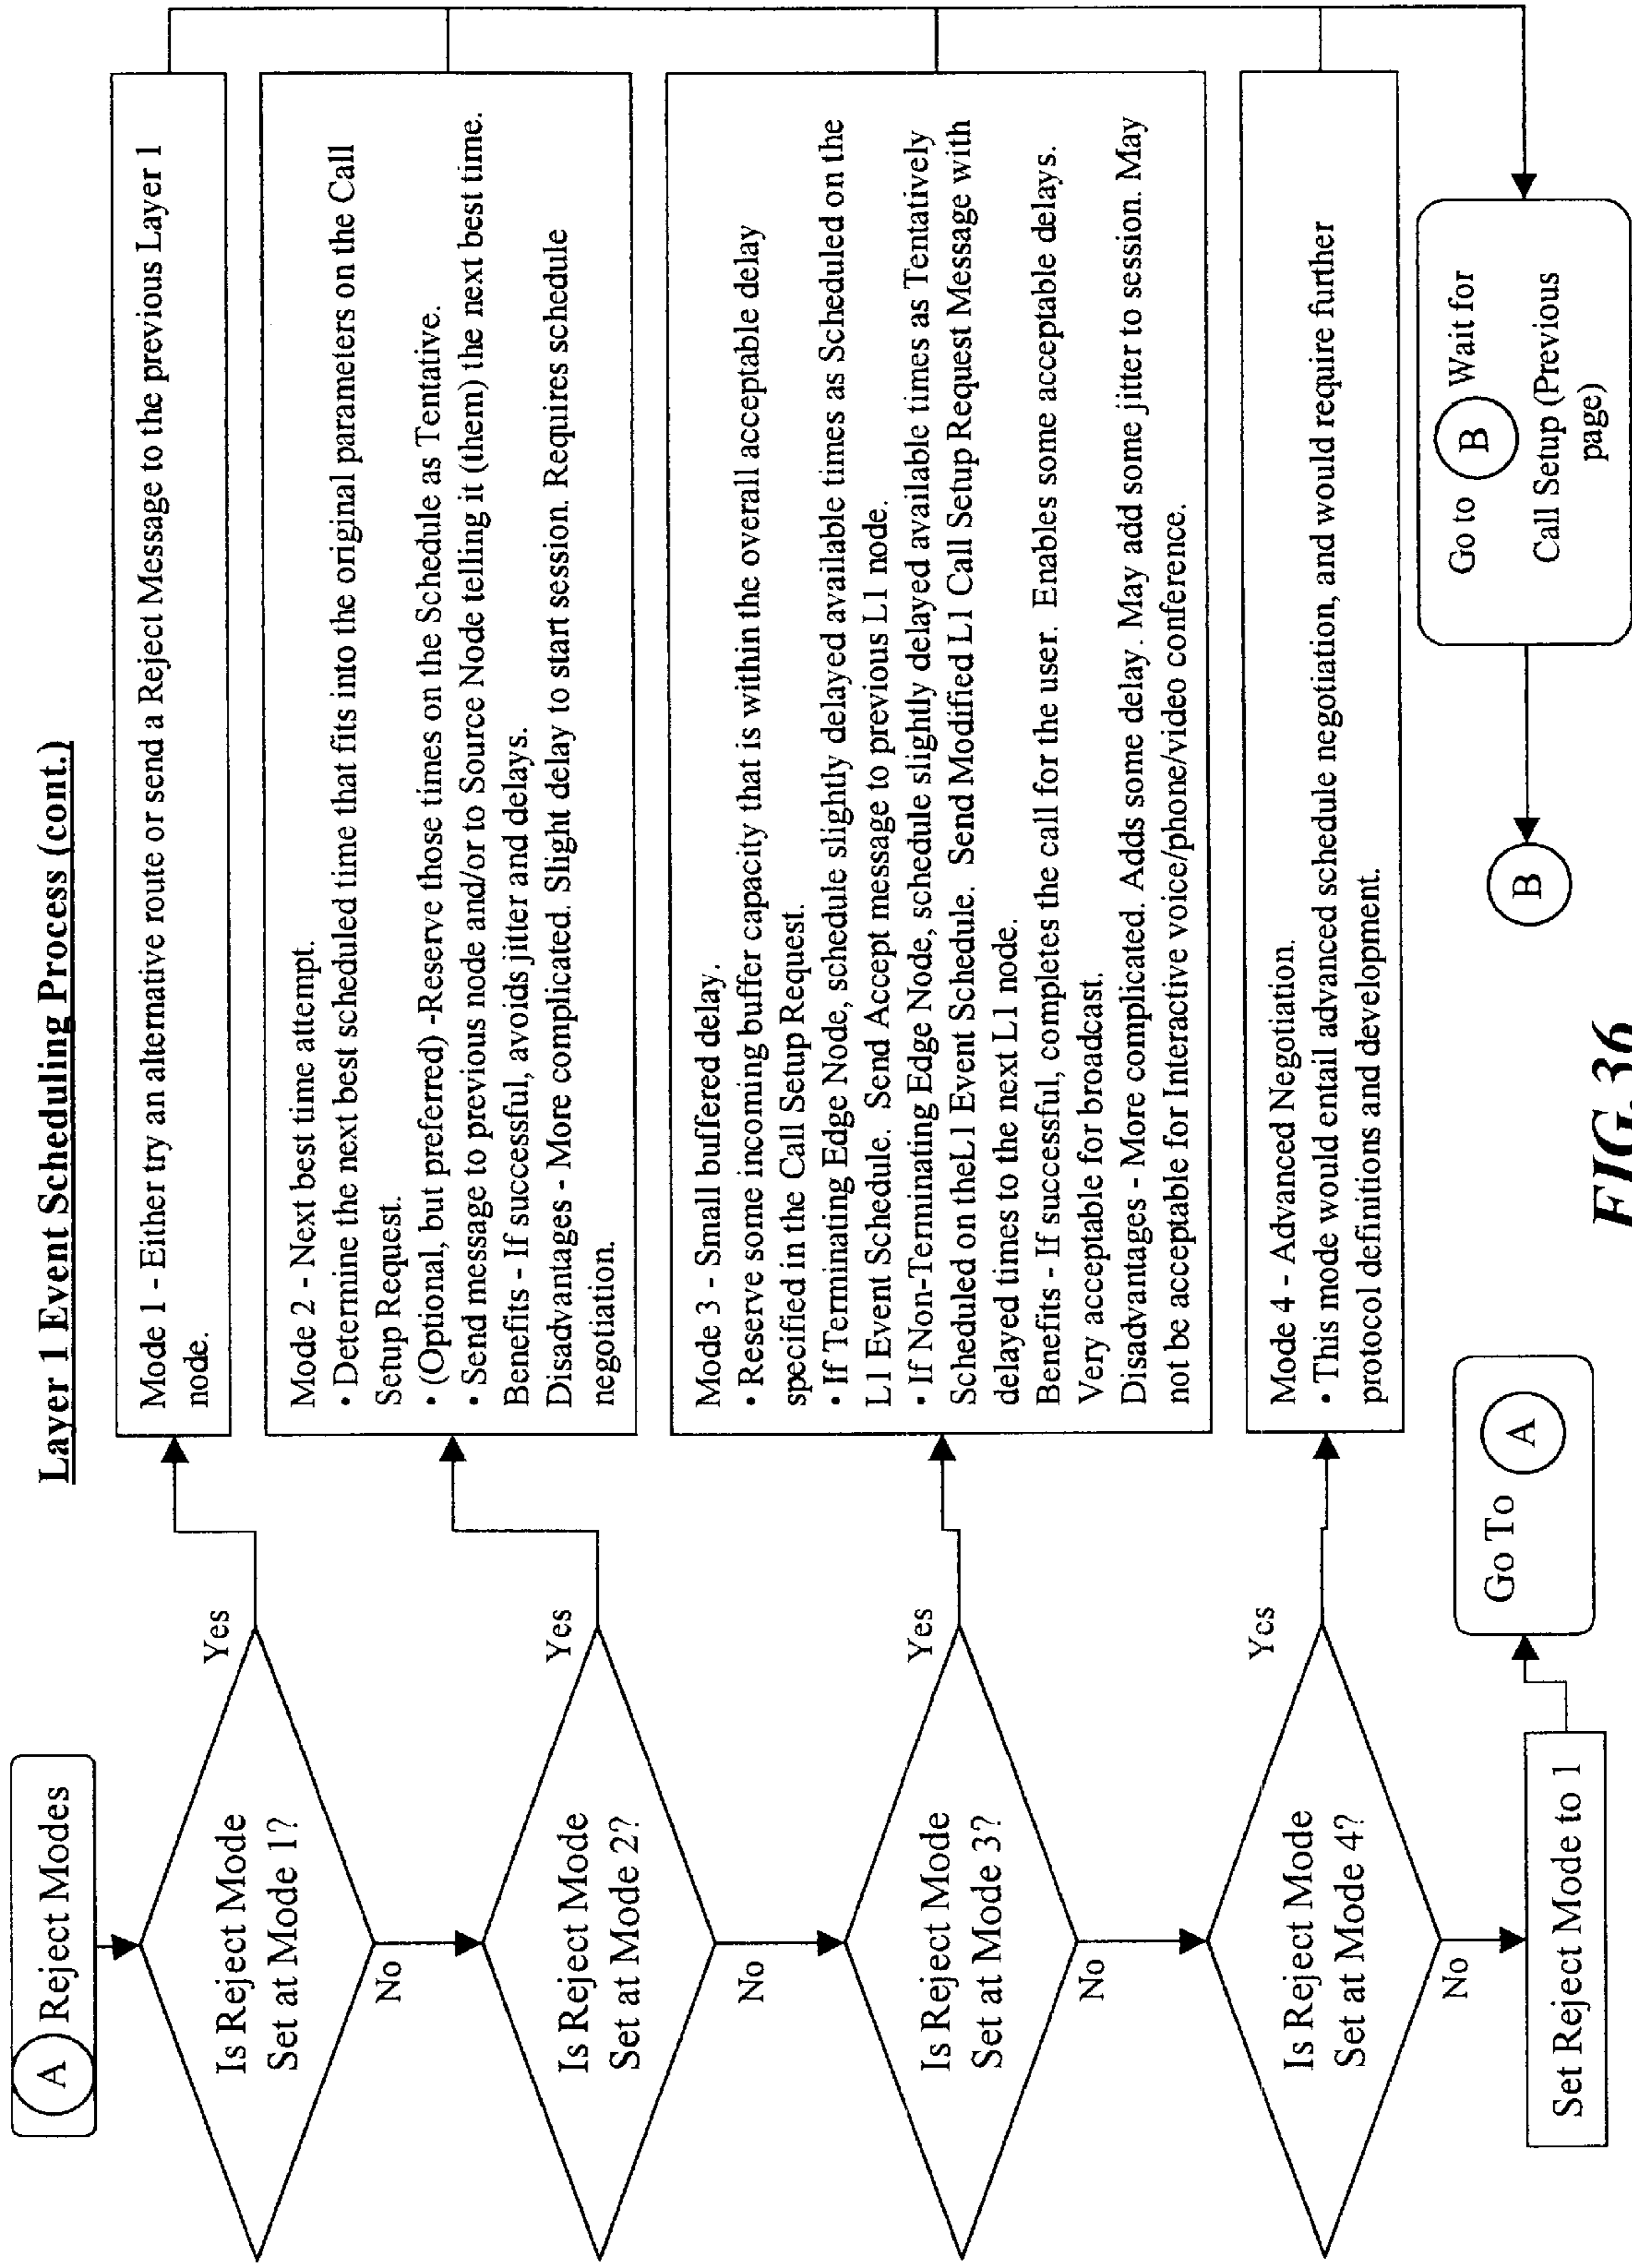 Layer 1 Event Scheduling Process (cont.)
A Reject Modes
Is Reject Mode
Set at Mode 1?
Yes
No
Mode 1 - Either try an alternative route or send a Reject Message to the previous Layer 1
node.
Is Reject Mode
Set at Mode 2?
Yes
No
Mode 2 - Next best time attempt.
• Determine the next best scheduled time that fits into the original parameters on the Call
Setup Request.
• (Optional, but preferred) -Reserve those times on the Schedule as Tentative.
• Send message to previous node and/or to Source Node telling it (them) the next best time.
Benefits - If successful, avoids jitter and delays.
Disadvantages - More complicated. Slight delay to start session. Requires schedule
negotiation.
Is Reject Mode
Set at Mode 3?
Yes
No
Mode 3 - Small buffered delay.
• Reserve some incoming buffer capacity that is within the overall acceptable delay
specified in the Call Setup Request.
• If Terminating Edge Node, schedule slightly delayed available times as Scheduled on the
L1 Event Schedule. Send Accept message to previous L1 node.
• If Non-Terminating Edge Node, schedule slightly delayed available times as Tentatively
Scheduled on theL1 Event Schedule. Send Modified L1 Call Setup Request Message with
delayed times to the next L1 node.
Benefits - If successful, completes the call for the user. Enables some acceptable delays.
Very acceptable for broadcast.
Disadvantages - More complicated. Adds some delay. May add some jitter to session. May
not be acceptable for Interactive voice/phone/video conference.
Is Reject Mode
Set at Mode 4?
Yes
No
Mode 4 - Advanced Negotiation.
• This mode would entail advanced schedule negotiation, and would require further
protocol definitions and development.
Set Reject Mode to 1
Go To A
B
Go to B Wait for
Call Setup (Previous
page)
FIG.36